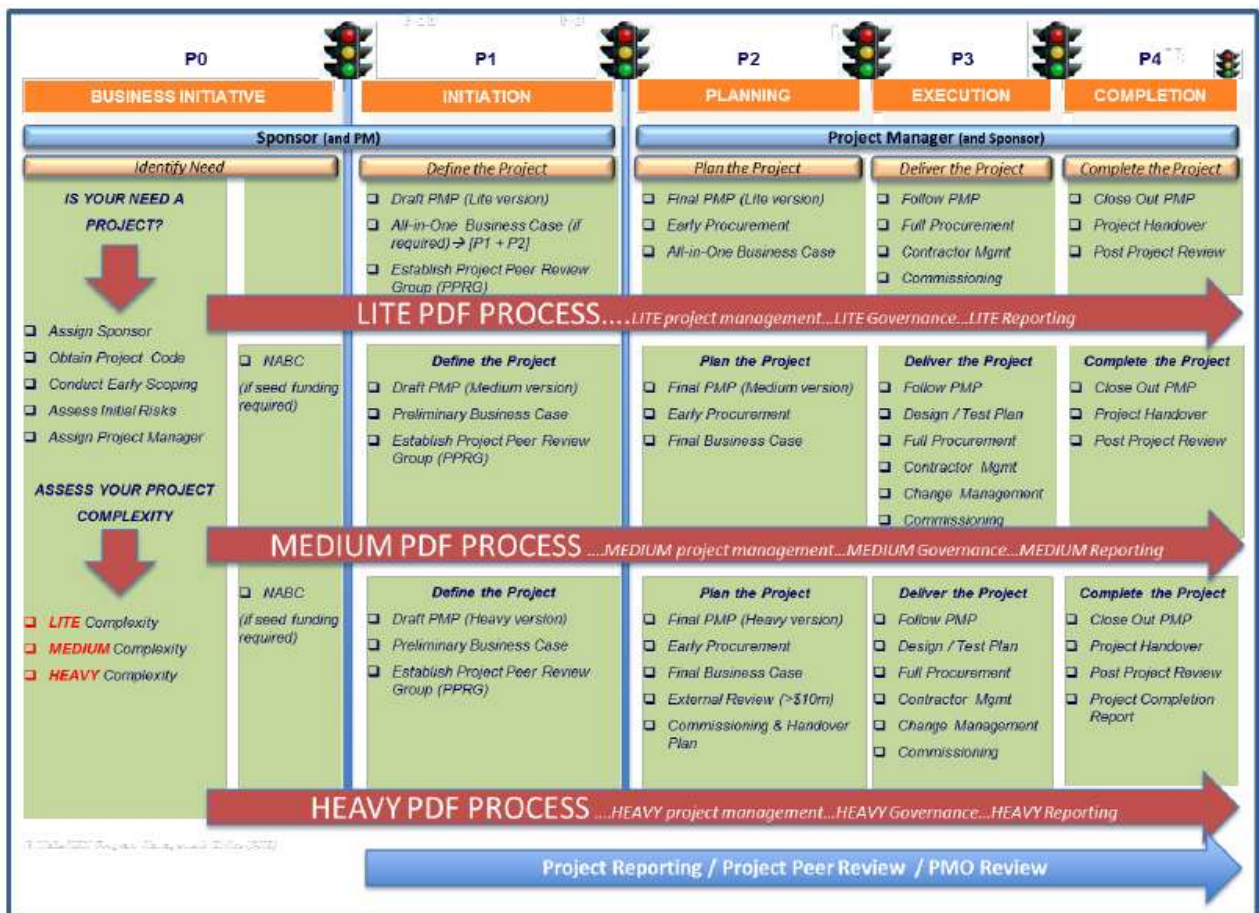 P0
P1
P2
P3
P4
BUSINESS INITIATIVE
INITIATION
PLANNING
EXECUTION
COMPLETION
Sponsor (and PM)
Project Manager (and Sponsor)
Identify Need
Define the Project
Plan the Project
Deliver the Project
Complete the Project
IS YOUR NEED A
PROJECT?
Draft PMP (Lite version)
All-in-One Business Case (if
required) → [P1 + P2]
Establish Project Peer Review
Group (PPRG)
Final PMP (Lite version)
Early Procurement
All-in-One Business Case
Follow PMP
Full Procurement
Contractor Mgmt
Commissioning
Close Out PMP
Project Handover
Post Project Review
LITE PDF PROCESS....LITE project management...LITE Governance...LITE Reporting
Assign Sponsor
Obtain Project Code
Conduct Early Scoping
Assess Initial Risks
Assign Project Manager
NABC
(if seed funding
required)
Define the Project
Draft PMP (Medium version)
Preliminary Business Case
Establish Project Peer Review
Group (PPRG)
Plan the Project
Final PMP (Medium version)
Early Procurement
Final Business Case
Deliver the Project
Follow PMP
Design / Test Plan
Full Procurement
Contractor Mgmt
Change Management
Commissioning
Complete the Project
Close Out PMP
Project Handover
Post Project Review
ASSESS YOUR PROJECT
COMPLEXITY
MEDIUM PDF PROCESS ....MEDIUM project management...MEDIUM Governance...MEDIUM Reporting
LITE Complexity
MEDIUM Complexity
HEAVY Complexity
NABC
(if seed funding
required)
Define the Project
Draft PMP (Heavy version)
Preliminary Business Case
Establish Project Peer Review
Group (PPRG)
Plan the Project
Final PMP (Heavy version)
Early Procurement
Final Business Case
External Review (>$10m)
Commissioning & Handover
Plan
Deliver the Project
Follow PMP
Design / Test Plan
Full Procurement
Contractor Mgmt
Change Management
Commissioning
Complete the Project
Close Out PMP
Project Handover
Post Project Review
Project Completion
Report
HEAVY PDF PROCESS ....HEAVY project management...HEAVY Governance...HEAVY Reporting
Project Reporting / Project Peer Review / PMO Review